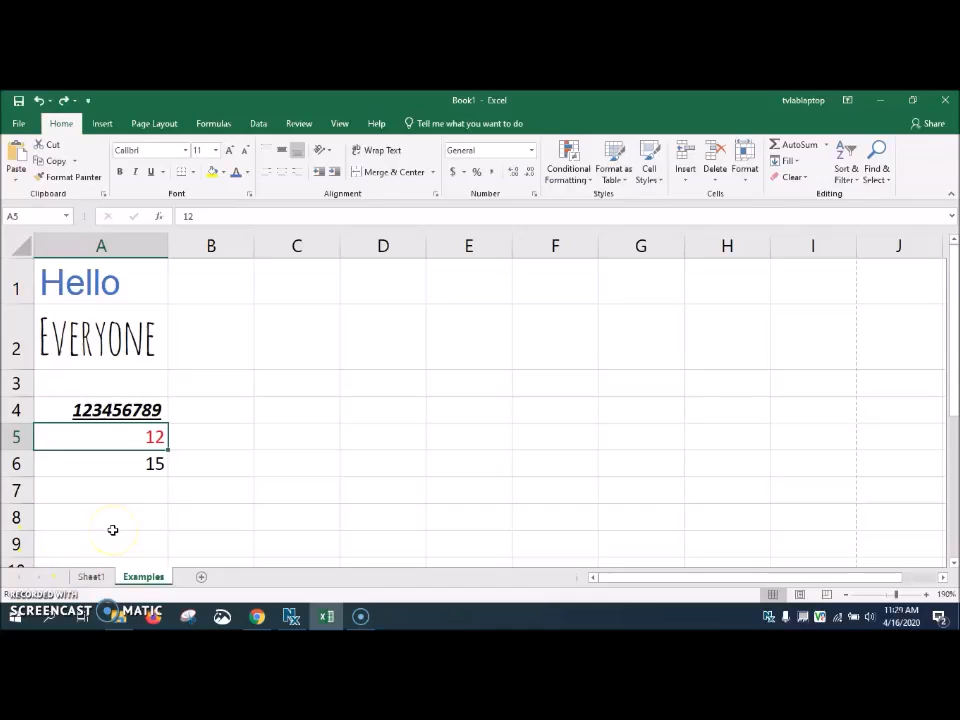 Book1 - Excel
tvlablaptop
File Home Insert Page Layout Formulas Data Review View Help Tell me what you want to do Share
Paste
Cut
Copy
Format Painter
Clipboard
Calibri 11
B I U
Font
Wrap Text
Merge & Center
Alignment
General
$ % ,
Number
Conditional Formatting
Format as Table
Cell Styles
Styles
Insert Delete Format
Cells
AutoSum
Fill
Clear
Sort & Filter
Find & Select
Editing
A5 fx 12
A B C D E F G H I J
1 Hello
2 Everyone
3
4 123456789
5 12
6 15
7
8
9
Sheet1 Examples
190%
RECORDED WITH
SCREENCAST MATIC
11:29 AM
4/16/2020